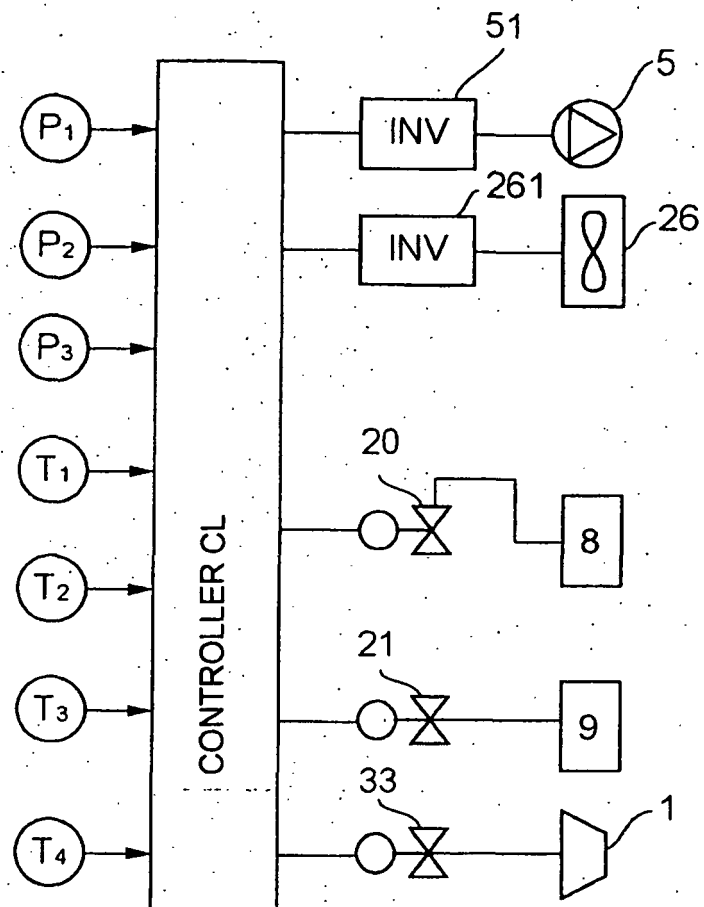 51
5
P1
INV
261
P2
INV
26
P3
20
T1
8
CONTROLLER CL
T2
21
T3
9
33
1
T4